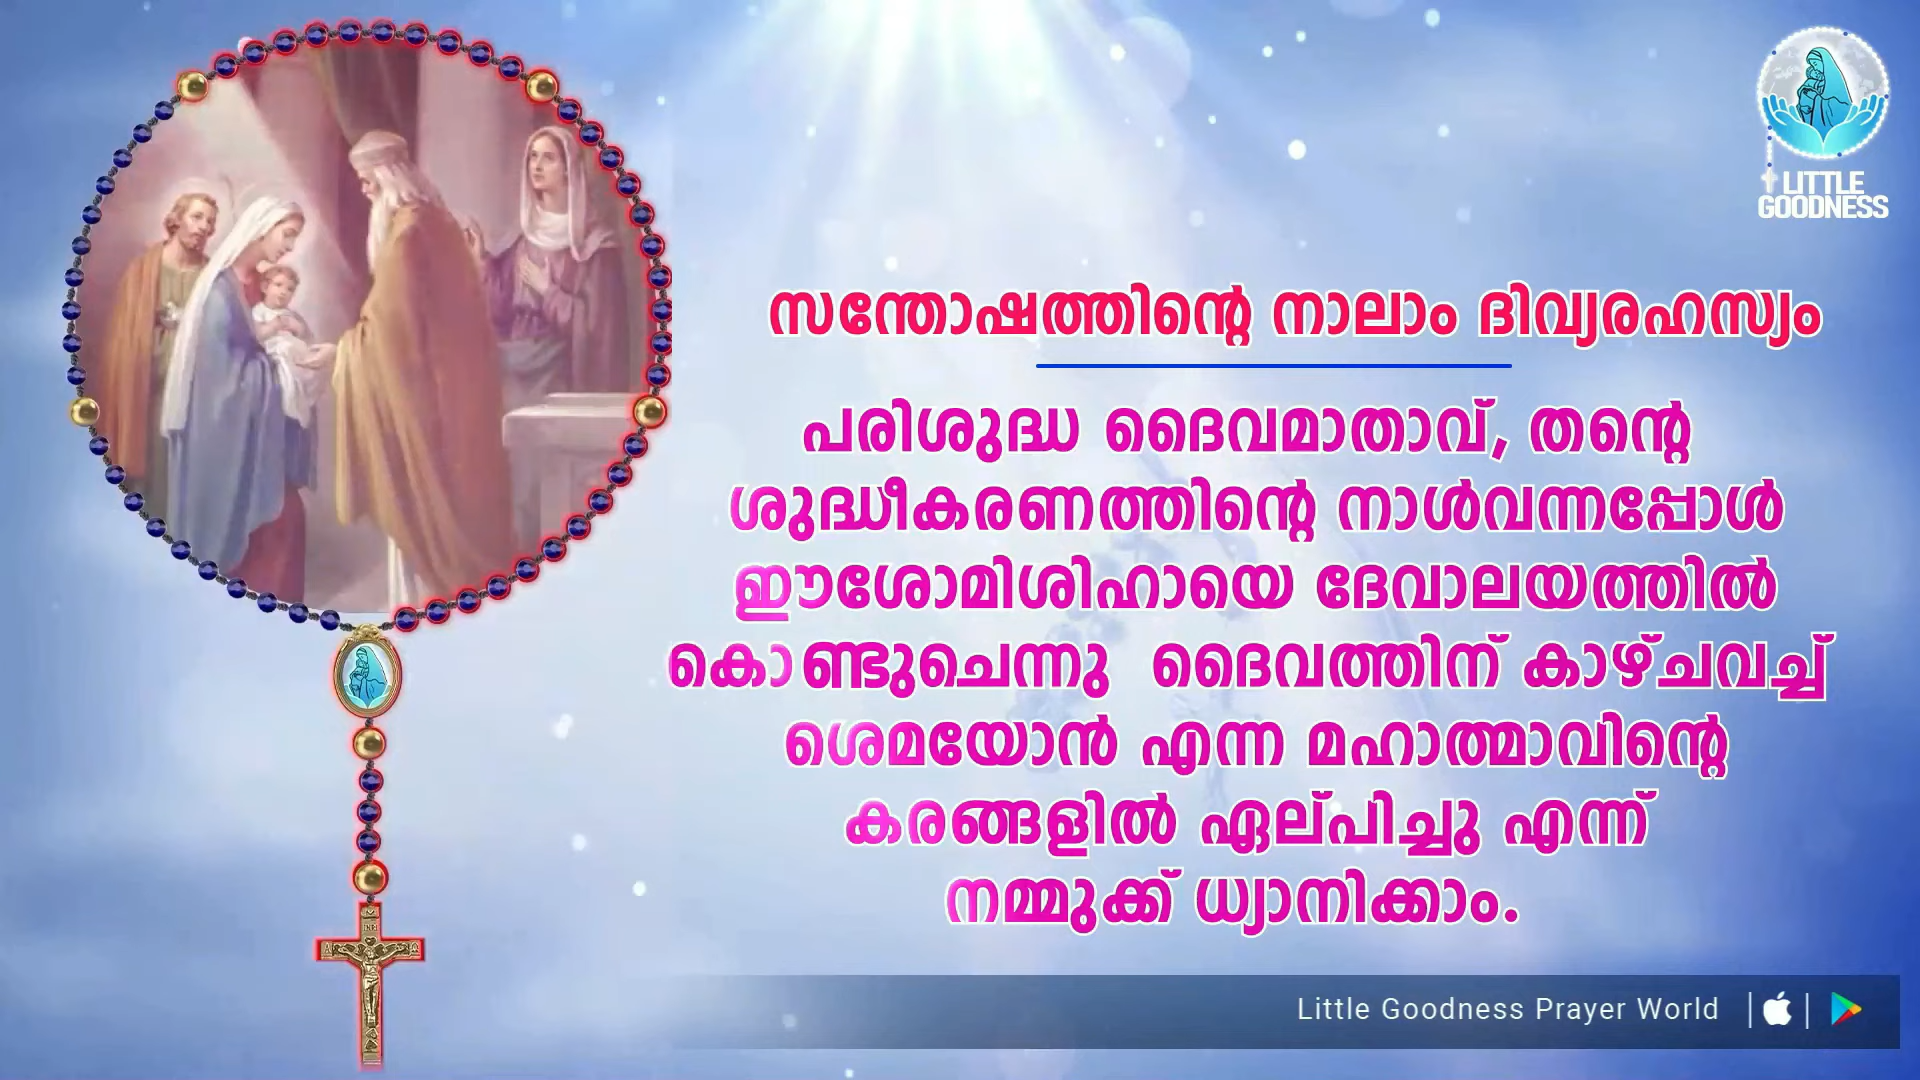 LITTLE
GOODNESS
സന്തോഷത്തിന്റെ നാലാം ദിവ്യരഹസ്യം
പരിശുദ്ധ ദൈവമാതാവ്, തന്റെ
ശുദ്ധീകരണത്തിന്റെ നാൾവന്നപ്പോൾ
ഈശോമിശിഹായെ ദേവാലയത്തിൽ
കൊണ്ടുചെന്നു ദൈവത്തിന് കാഴ്ചവച്ച്
ശെമയോൻ എന്ന മഹാത്മാവിന്റെ
കരങ്ങളിൽ ഏല്പിച്ചു എന്ന്
നമ്മുക്ക് ധ്യാനിക്കാം.
Little Goodness Prayer World